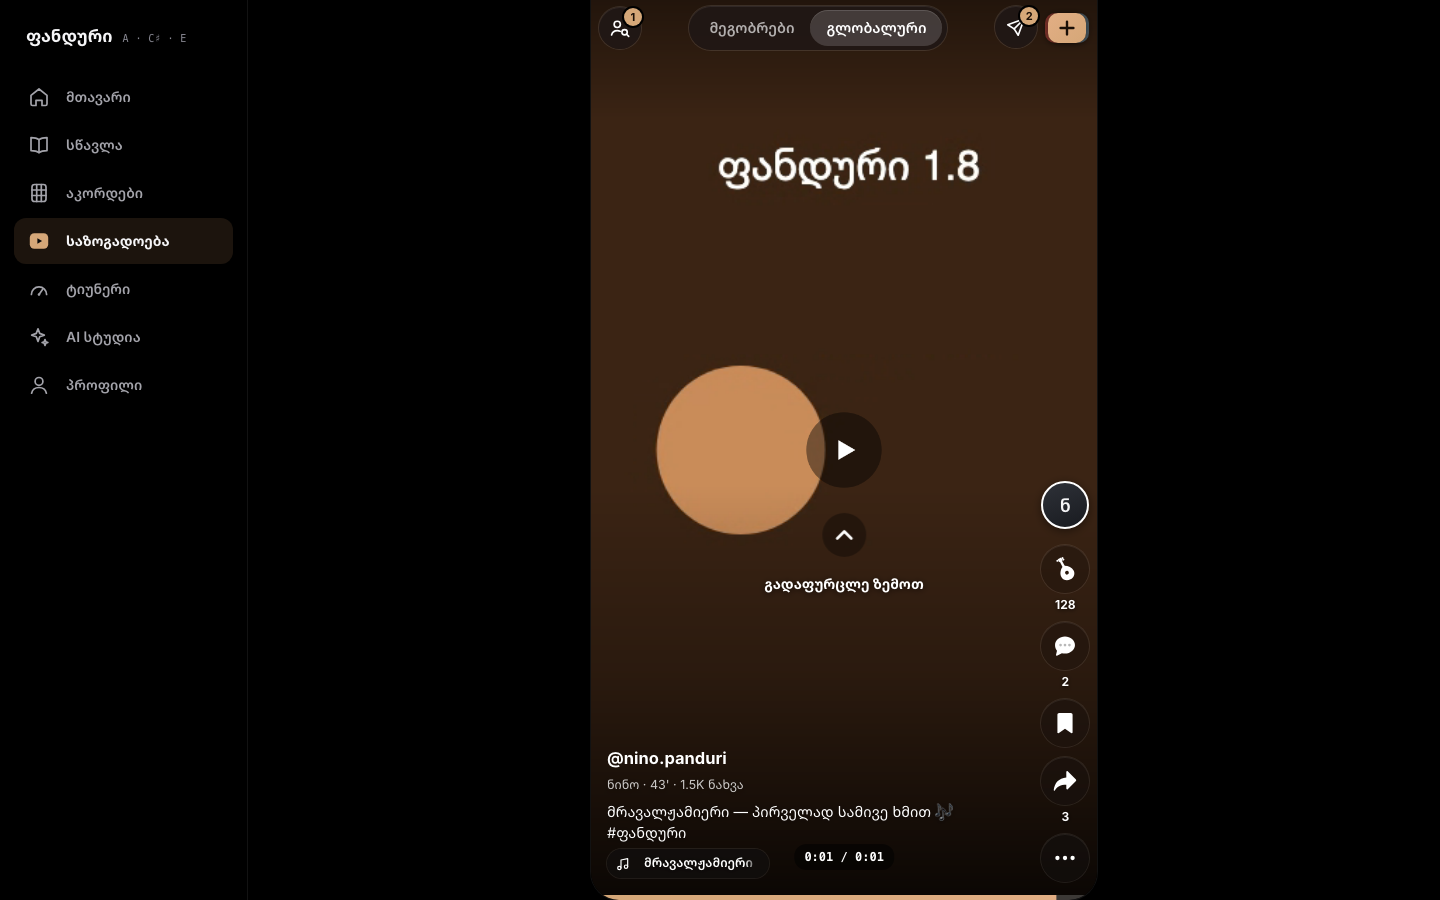 ფანდური A · C♯ · E
მთავარი
სწავლა
აკორდები
საზოგადოება
ტიუნერი
AI სტუდია
პროფილი
1
მეგობრები
გლობალური
2
ფანდური 1.8
გადაფურცლე ზემოთ
ნ
128
2
3
@nino.panduri
ნინო · 43' · 1.5K ნახვა
მრავალჟამიერი — პირველად სამივე ხმით 🎶
#ფანდური
მრავალჟამიერი
0:01 / 0:01